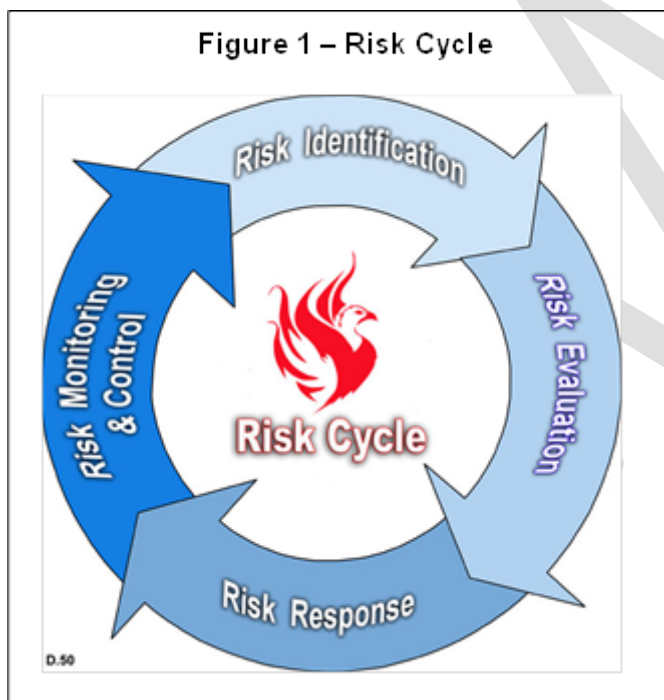 Figure 1 – Risk Cycle
Risk Identification
Risk Evaluation
Risk Response
Risk Monitoring
& Control
Risk Cycle
D.50